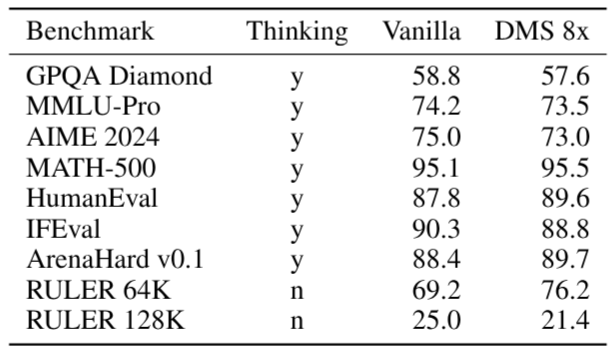 Benchmark Thinking Vanilla DMS 8x
GPQA Diamond y 58.8 57.6
MMLU-Pro y 74.2 73.5
AIME 2024 y 75.0 73.0
MATH-500 y 95.1 95.5
HumanEval y 87.8 89.6
IFEval y 90.3 88.8
ArenaHard v0.1 y 88.4 89.7
RULER 64K n 69.2 76.2
RULER 128K n 25.0 21.4